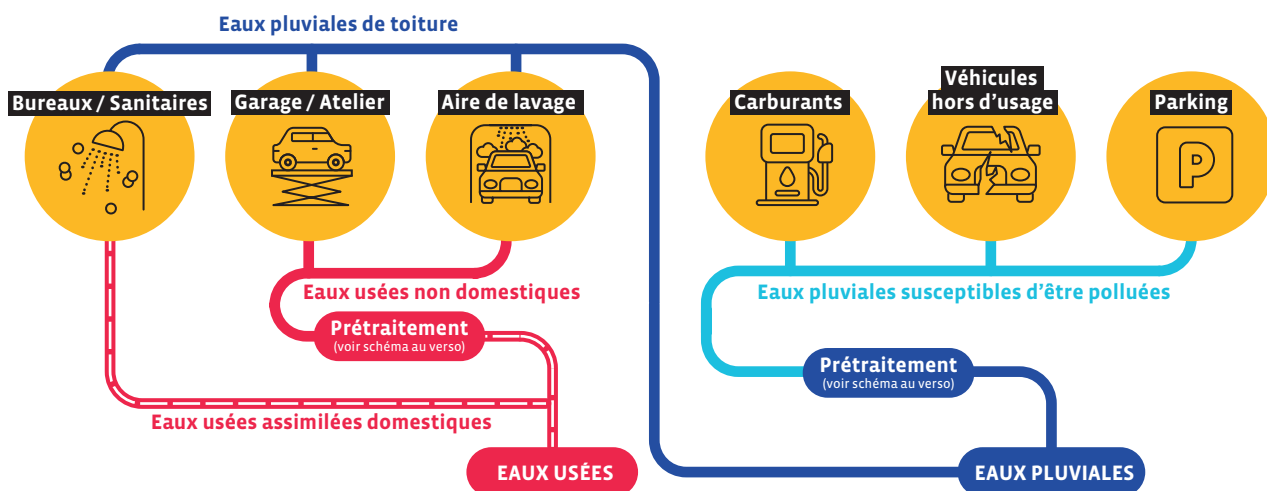 Eaux pluviales de toiture
Bureaux / Sanitaires
Garage / Atelier
Aire de lavage
Carburants
Véhicules
hors d’usage
Parking
P
Eaux usées non domestiques
Eaux pluviales susceptibles d’être polluées
Prétraitement
(voir schéma au verso)
Prétraitement
(voir schéma au verso)
Eaux usées assimilées domestiques
EAUX USÉES
EAUX PLUVIALES